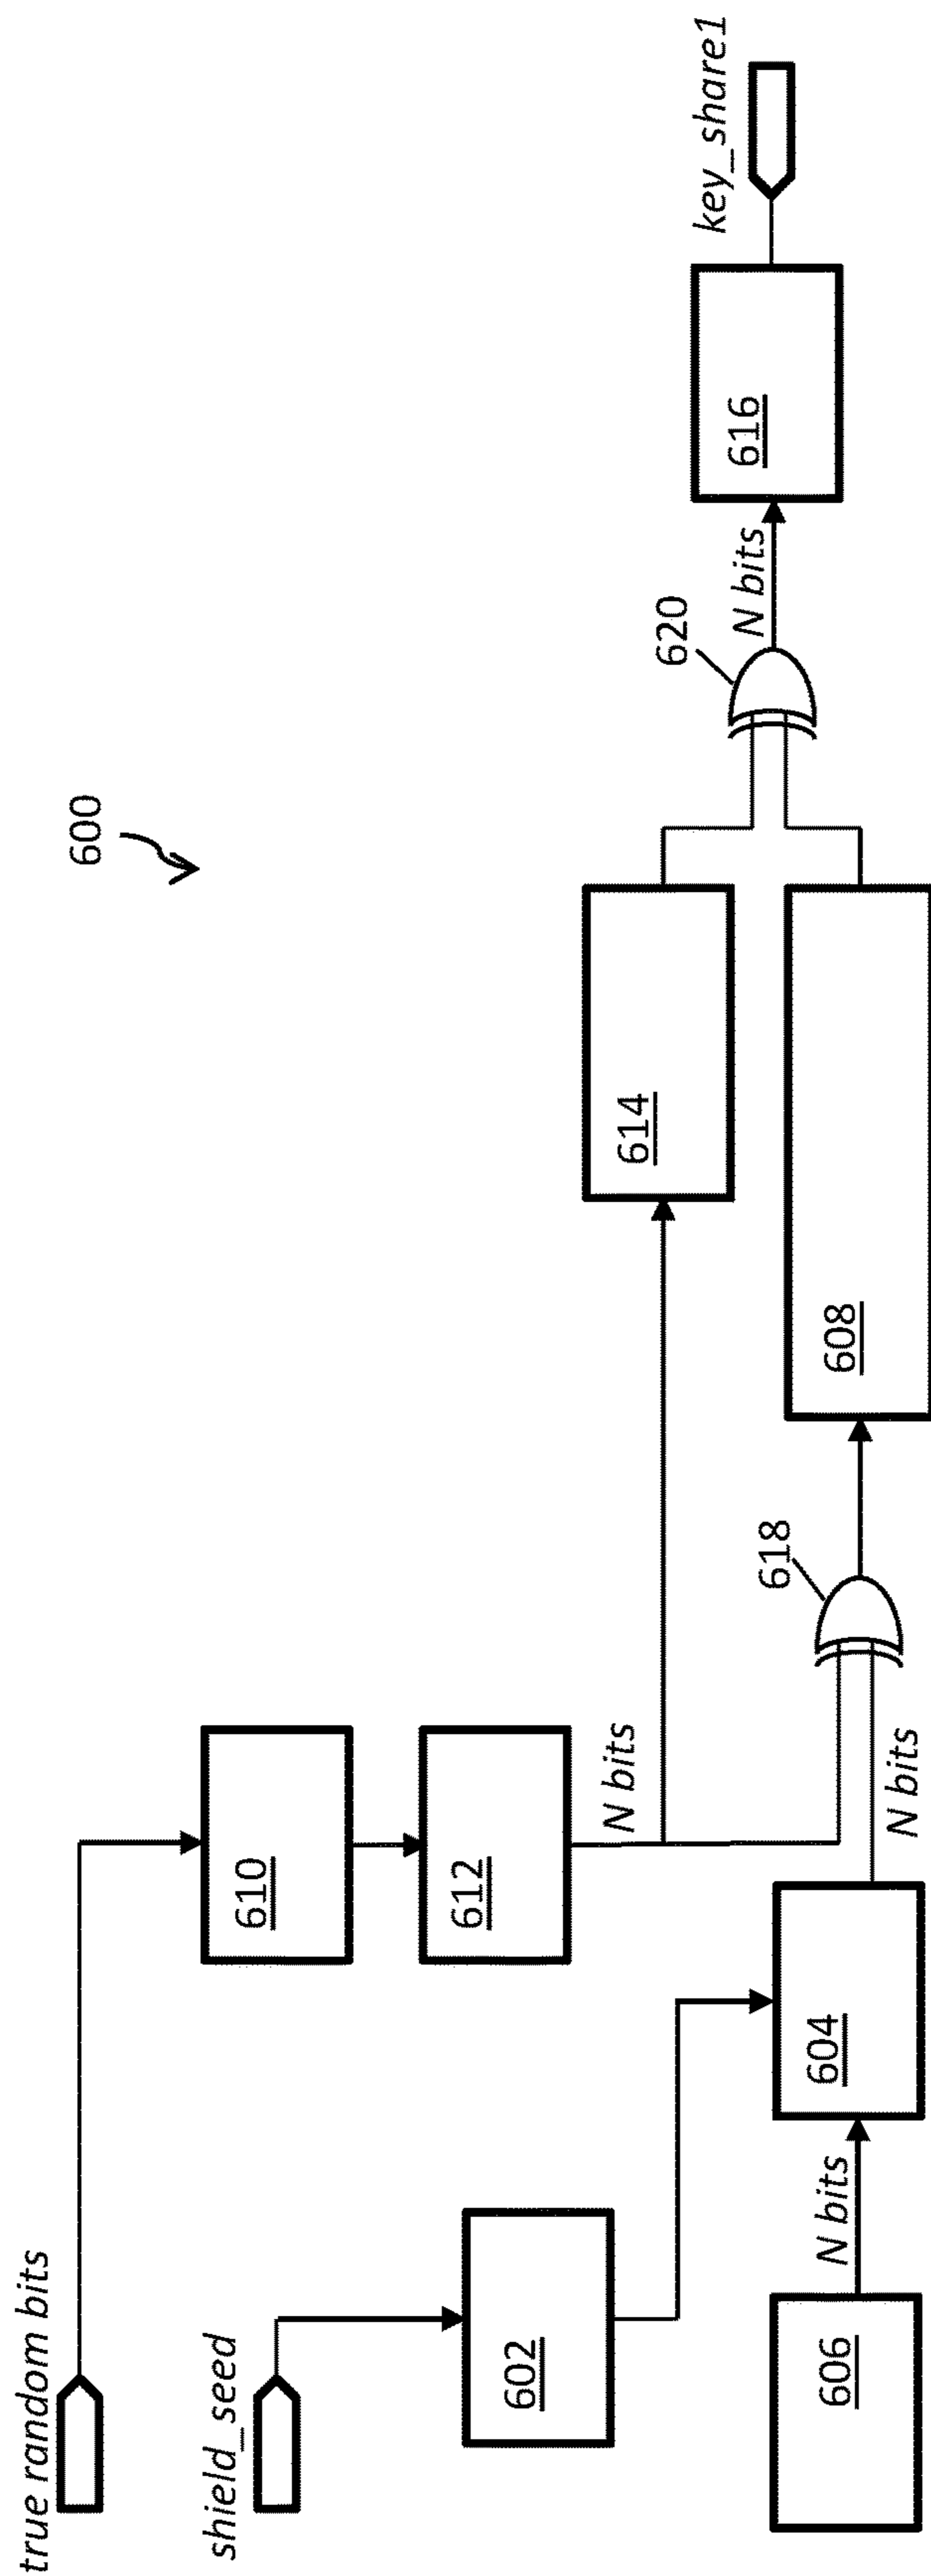 600
true random bits
shield_seed
610
612
602
N bits
614
620
N bits
key_share1
616
618
606
N bits
604
N bits
608